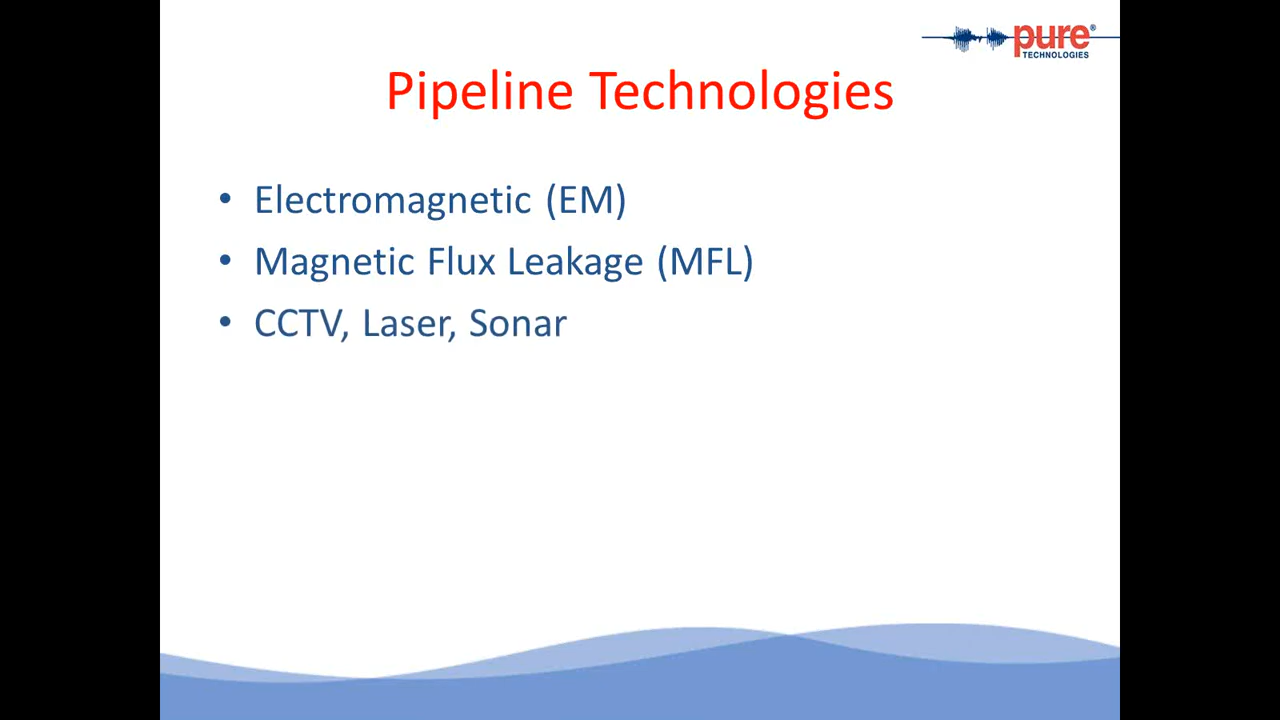 pure®
TECHNOLOGIES
Pipeline Technologies
• Electromagnetic (EM)
• Magnetic Flux Leakage (MFL)
• CCTV, Laser, Sonar